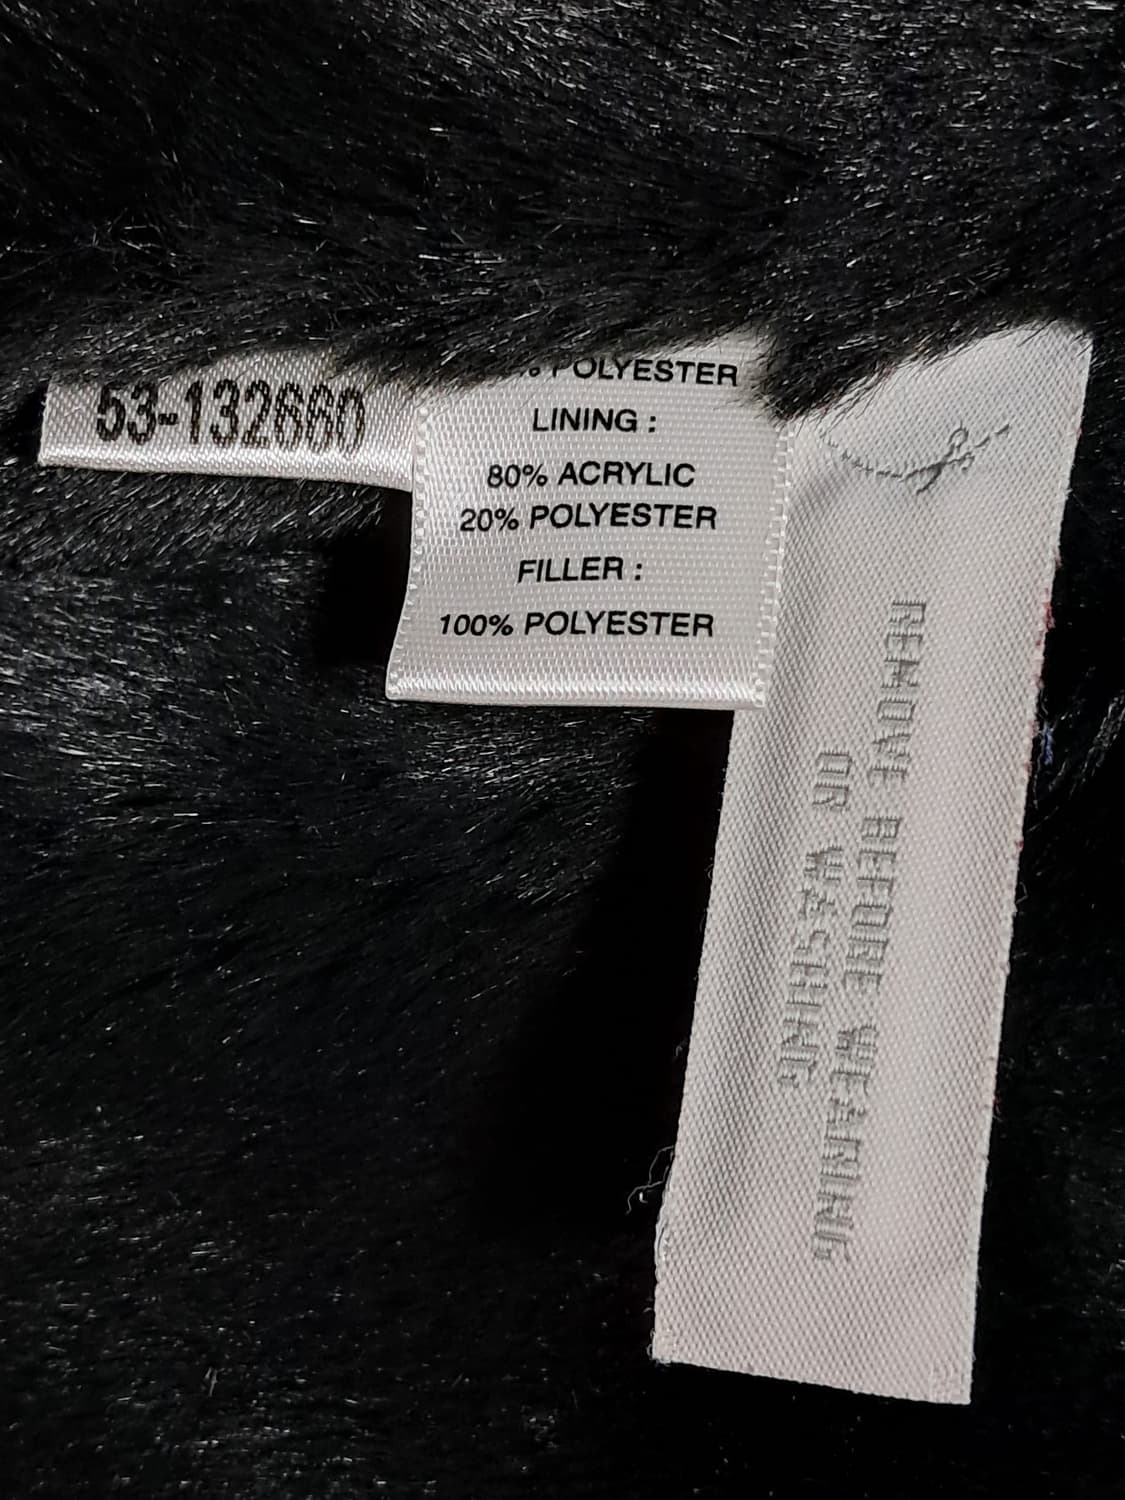 53-132660
% POLYESTER
LINING :
80% ACRYLIC
20% POLYESTER
FILLER :
100% POLYESTER
REMOVE BEFORE WEARING
OR WASHING